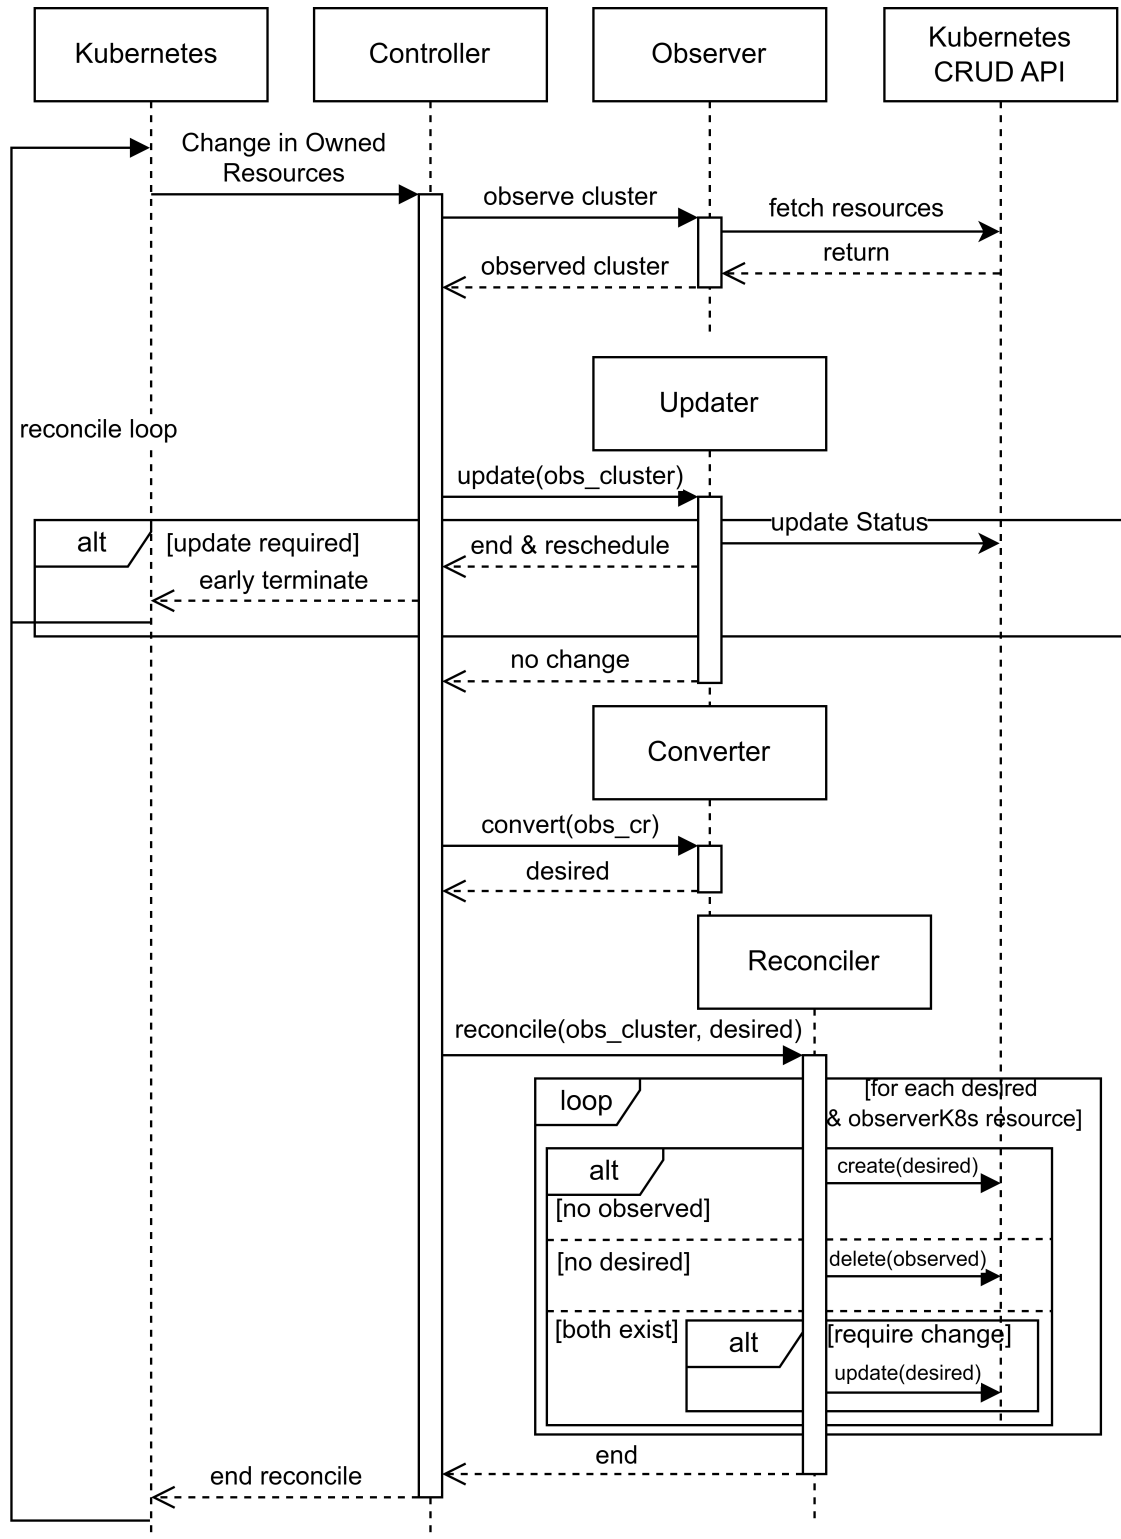 Kubernetes
Controller
Observer
Kubernetes
CRUD API
Change in Owned
Resources
observe cluster
fetch resources
return
observed cluster
Updater
reconcile loop
update(obs_cluster)
update Status
alt
[update required]
end & reschedule
early terminate
no change
Converter
convert(obs_cr)
desired
Reconciler
reconcile(obs_cluster, desired)
loop
[for each desired
& observerK8s resource]
alt
create(desired)
[no observed]
[no desired]
delete(observed)
[both exist]
alt
[require change]
update(desired)
end
end reconcile